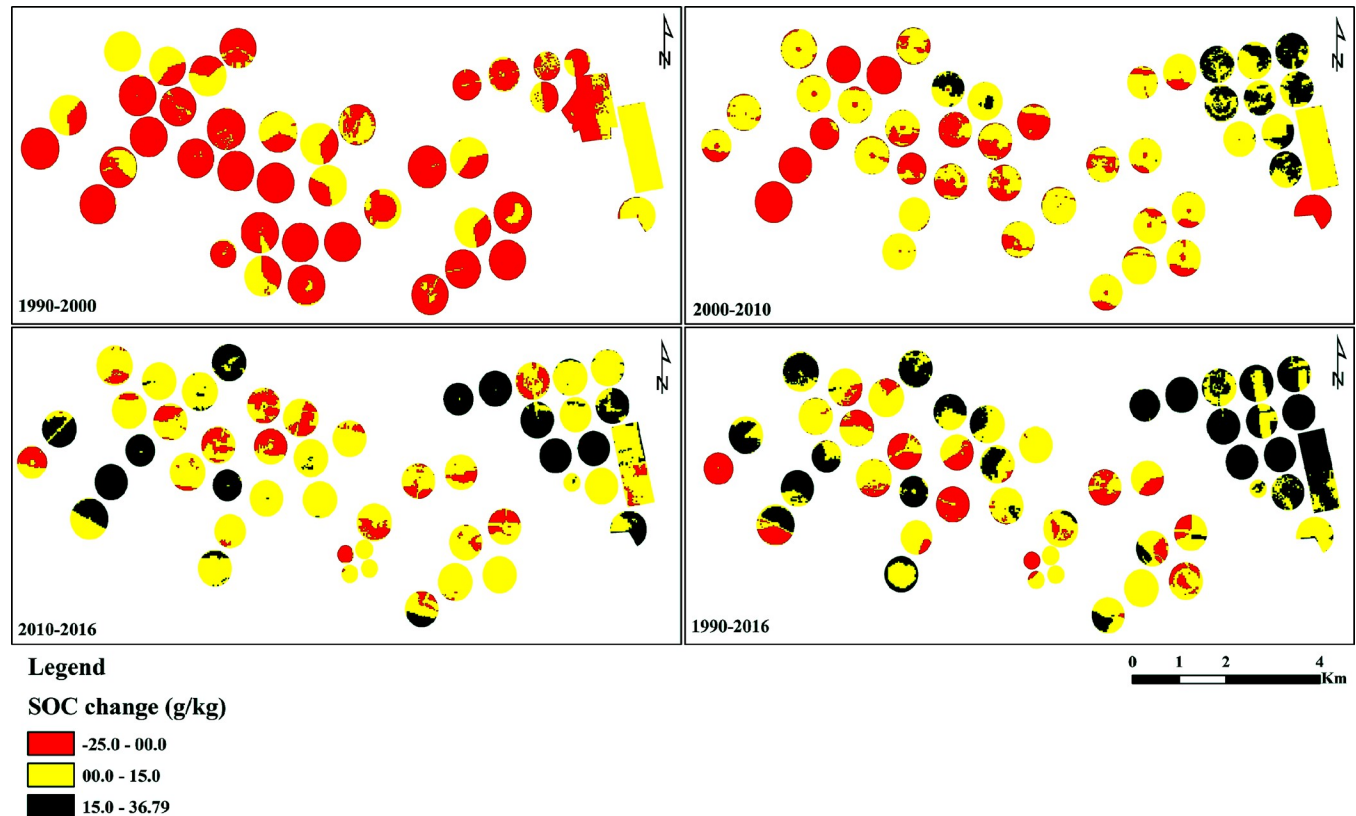 N
N
1990-2000
2000-2010
N
N
2010-2016
1990-2016
Legend
0 1 2 4
Km
SOC change (g/kg)
-25.0 - 00.0
00.0 - 15.0
15.0 - 36.79